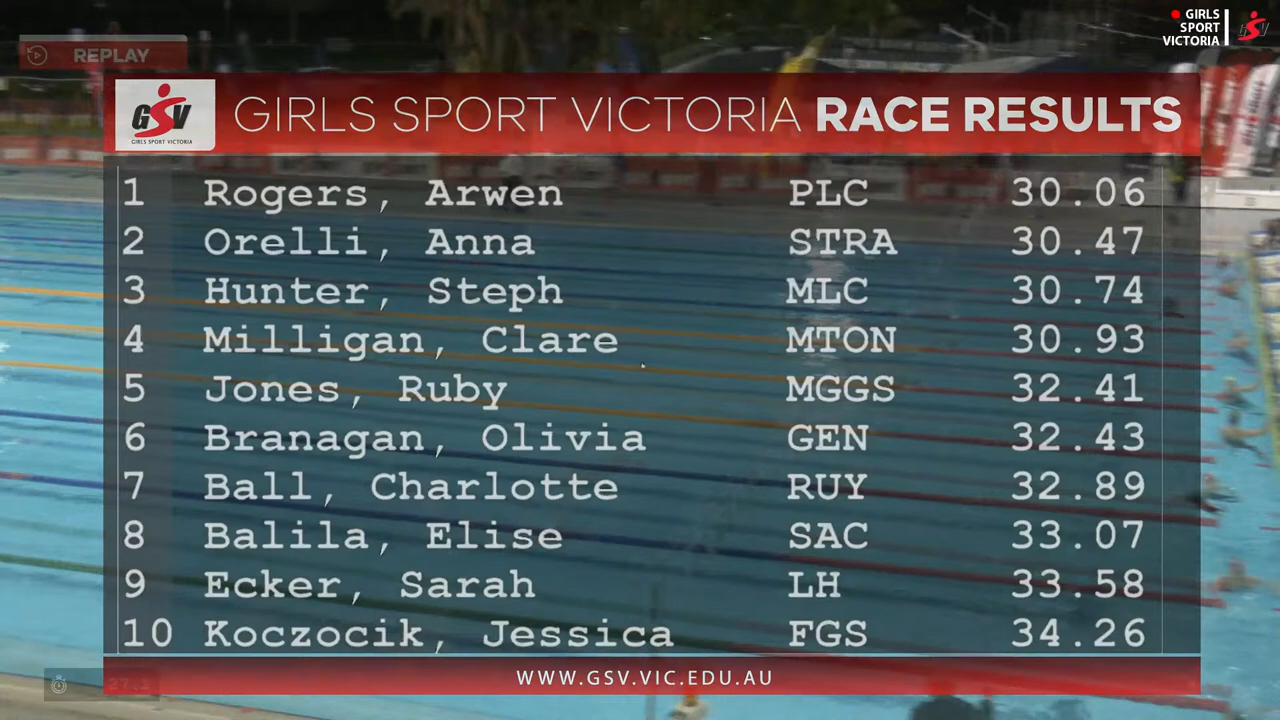 GIRLS
SPORT
VICTORIA
GSV
REPLAY
GSV
GIRLS SPORT VICTORIA
GIRLS SPORT VICTORIA RACE RESULTS
1 Rogers, Arwen PLC 30.06
2 Orelli, Anna STRA 30.47
3 Hunter, Steph MLC 30.74
4 Milligan, Clare MTON 30.93
5 Jones, Ruby MGGS 32.41
6 Branagan, Olivia GEN 32.43
7 Ball, Charlotte RUY 32.89
8 Balila, Elise SAC 33.07
9 Ecker, Sarah LH 33.58
10 Koczocik, Jessica FGS 34.26
WWW.GSV.VIC.EDU.AU